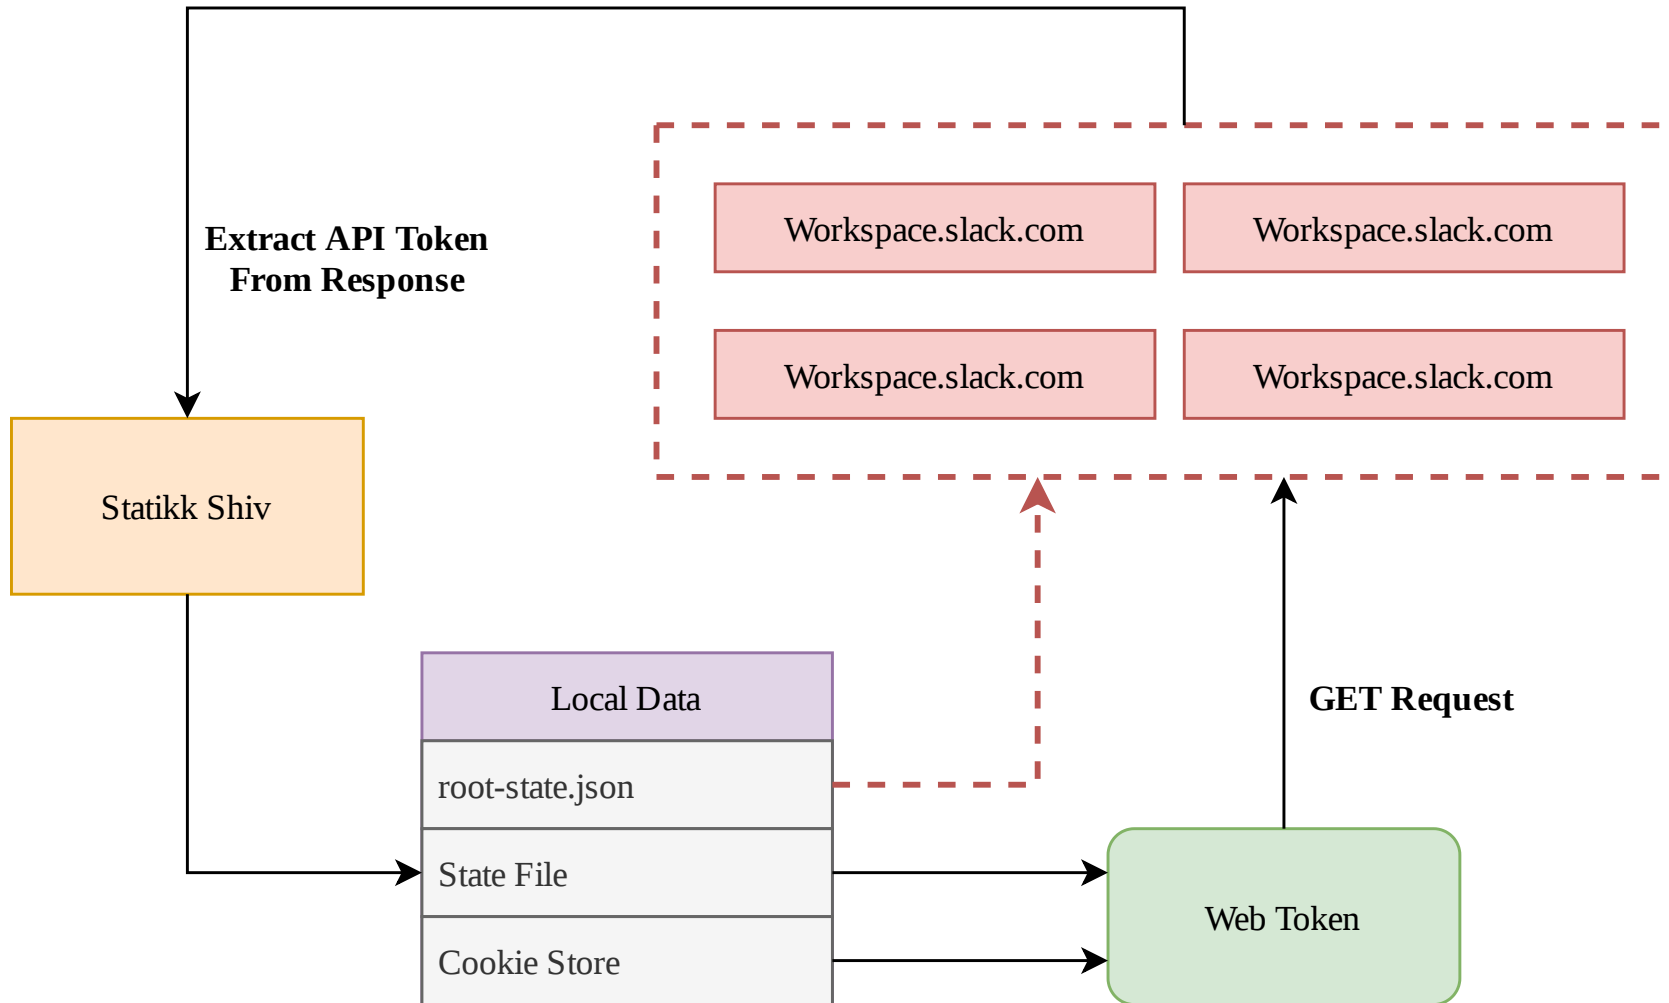 Workspace.slack.com
Workspace.slack.com
Extract API Token
From Response
Workspace.slack.com
Workspace.slack.com
Statikk Shiv
Local Data
GET Request
root-state.json
State File
Web Token
Cookie Store